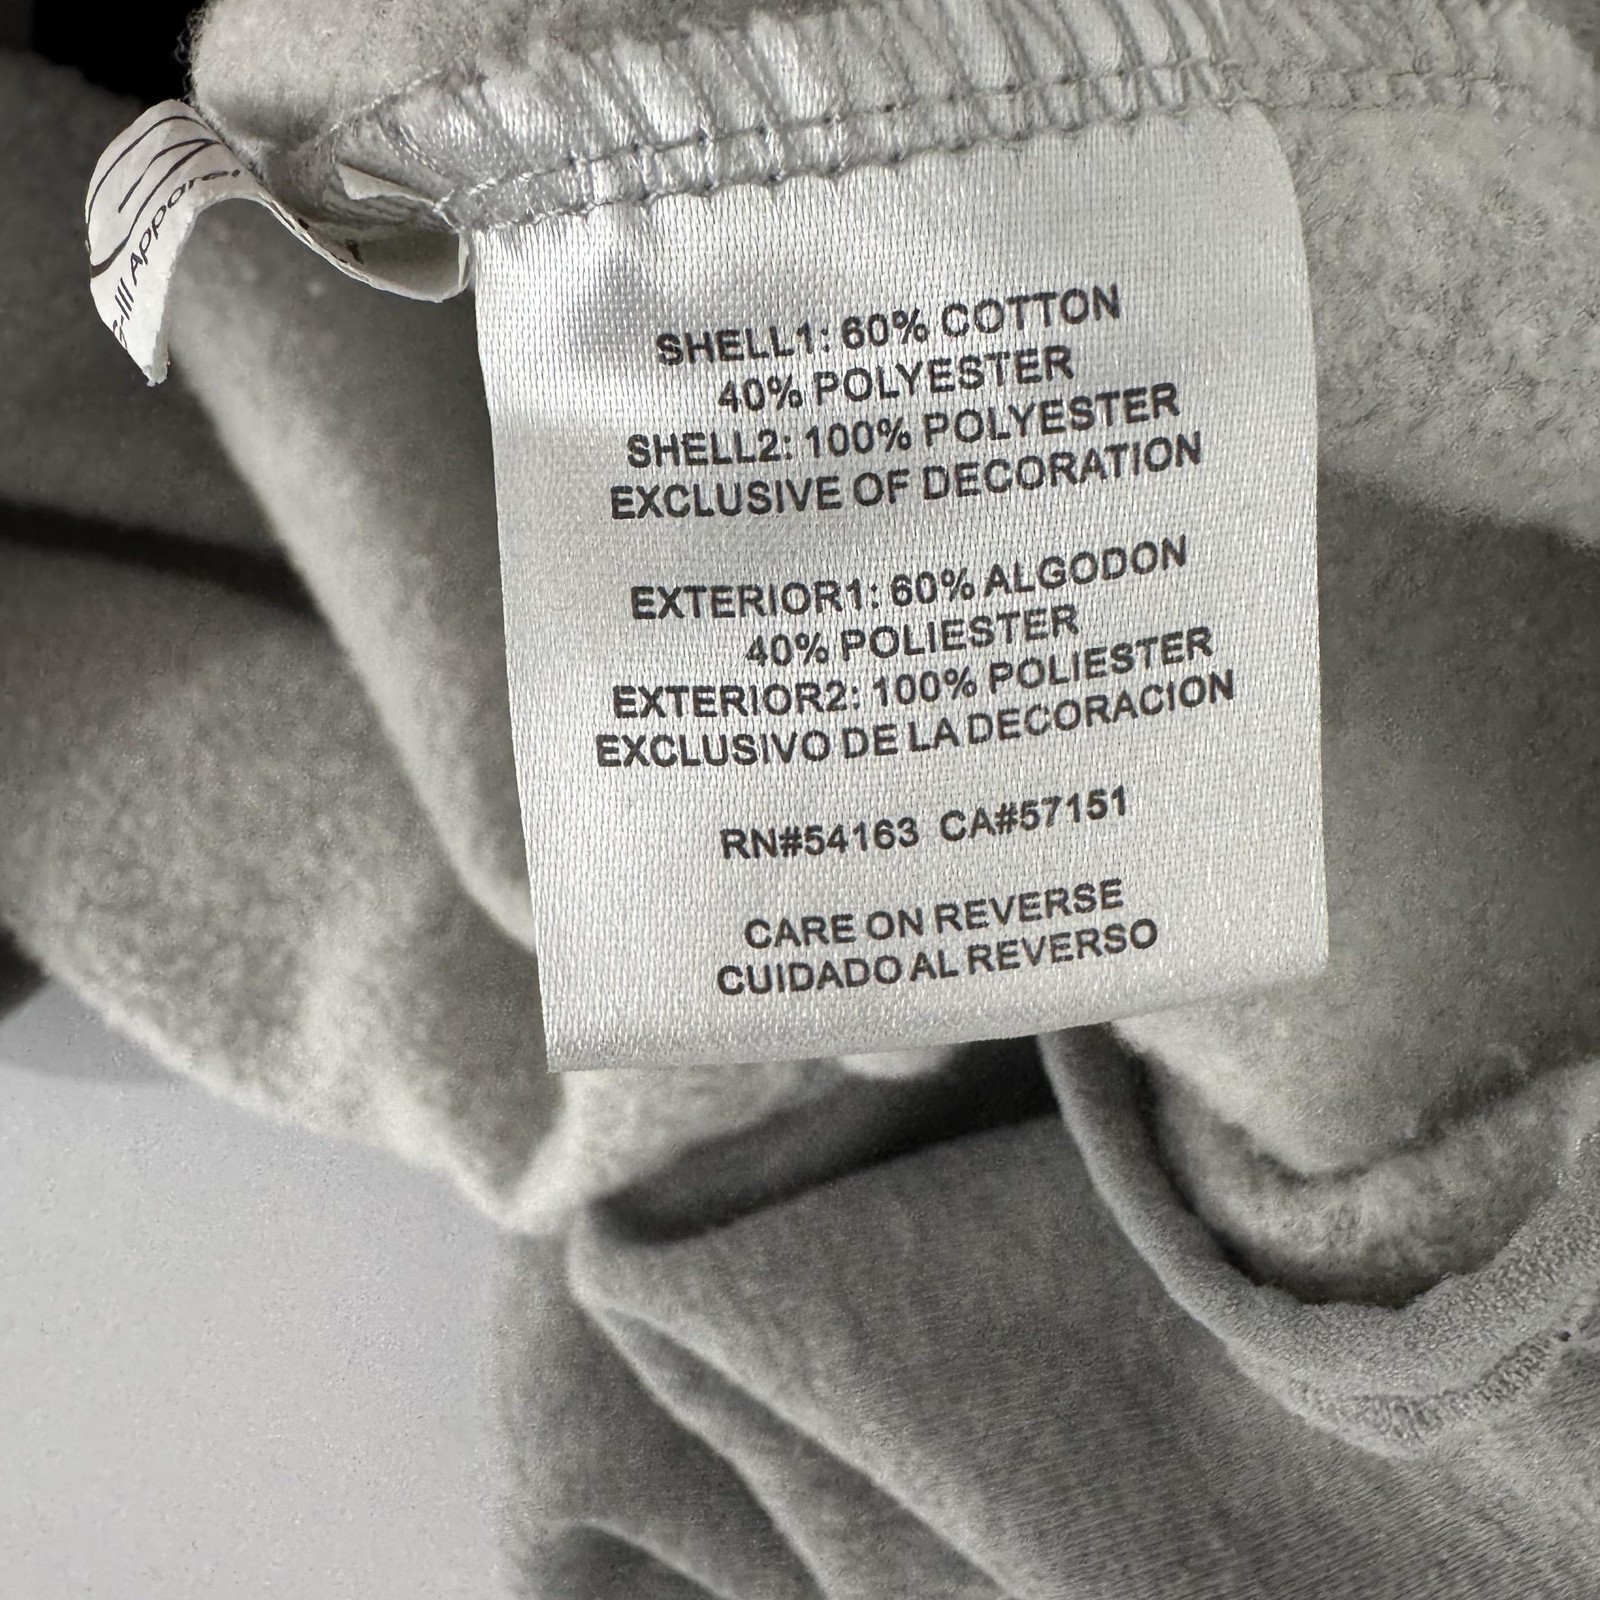 SHELL1: 60% COTTON
40% POLYESTER
SHELL2: 100% POLYESTER
EXCLUSIVE OF DECORATION
EXTERIOR1: 60% ALGODON
40% POLIESTER
EXTERIOR2: 100% POLIESTER
EXCLUSIVO DE LA DECORACION
RN#54163 CA#57151
CARE ON REVERSE
CUIDADO AL REVERSO